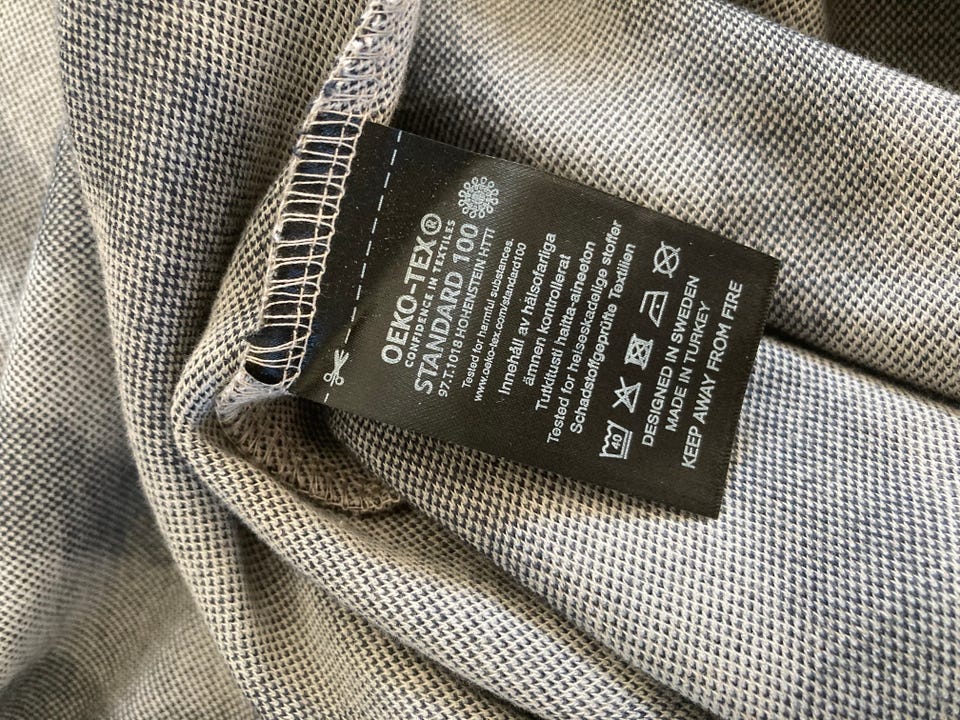 OEKO-TEX®
CONFIDENCE IN TEXTILES
STANDARD 100
97.T.1018 HOHENSTEIN HTTI
Tested for harmful substances.
www.oeko-tex.com/standard100
Innehåll av hälsofarliga
ämnen kontrollerat
Tutkitusti haitta-aineeton
Tested for helseskadelige stoffer
Schadstoffgeprüfte Textilien
40
DESIGNED IN SWEDEN
MADE IN TURKEY
KEEP AWAY FROM FIRE